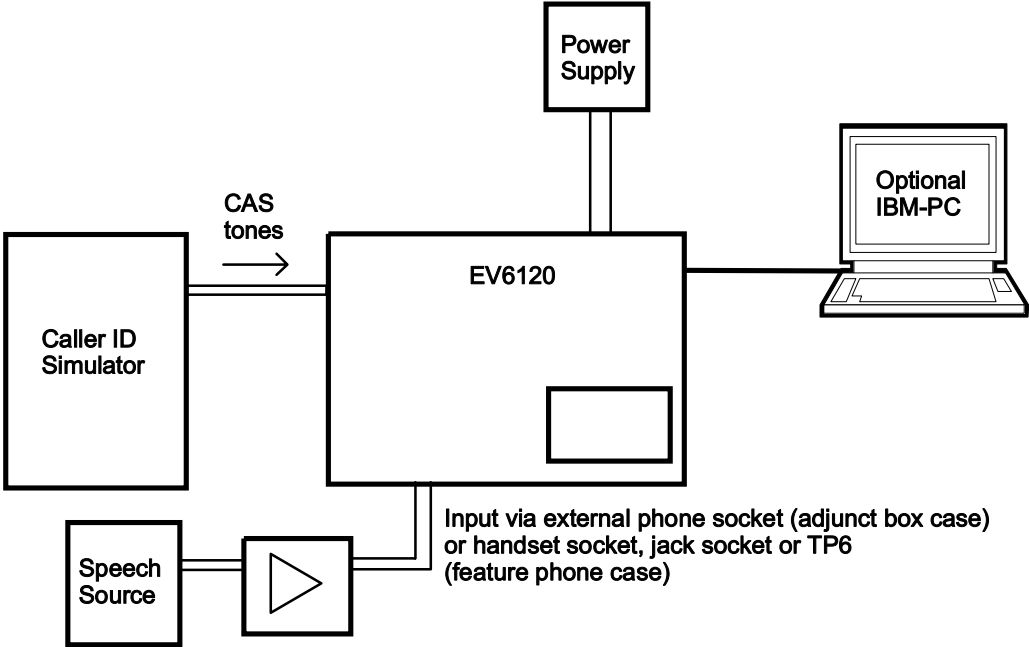 Power
Supply
Optional
IBM-PC
CAS
tones
EV6120
Caller ID
Simulator
Input via external phone socket (adjunct box case)
or handset socket, jack socket or TP6
(feature phone case)
Speech
Source